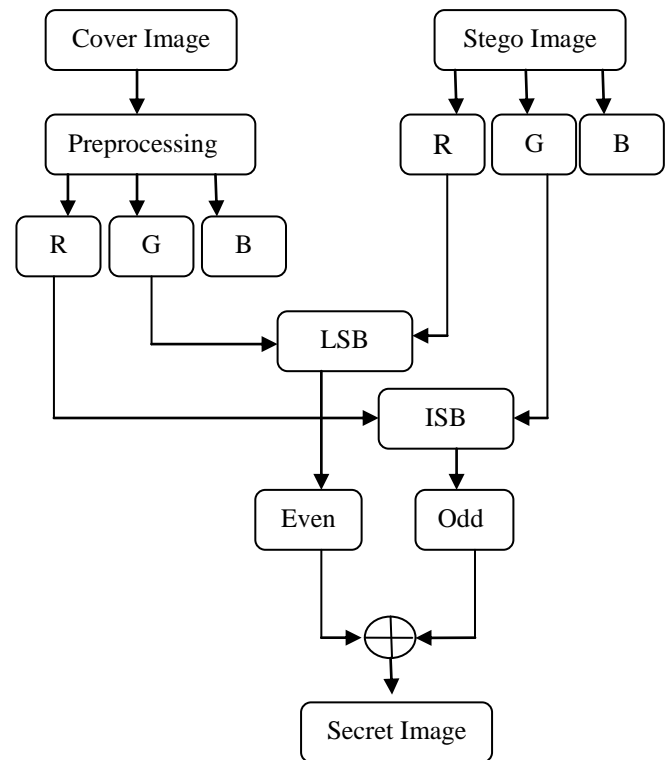 Cover Image
Stego Image
Preprocessing
R
G
B
R
G
B
LSB
ISB
Even
Odd
Secret Image